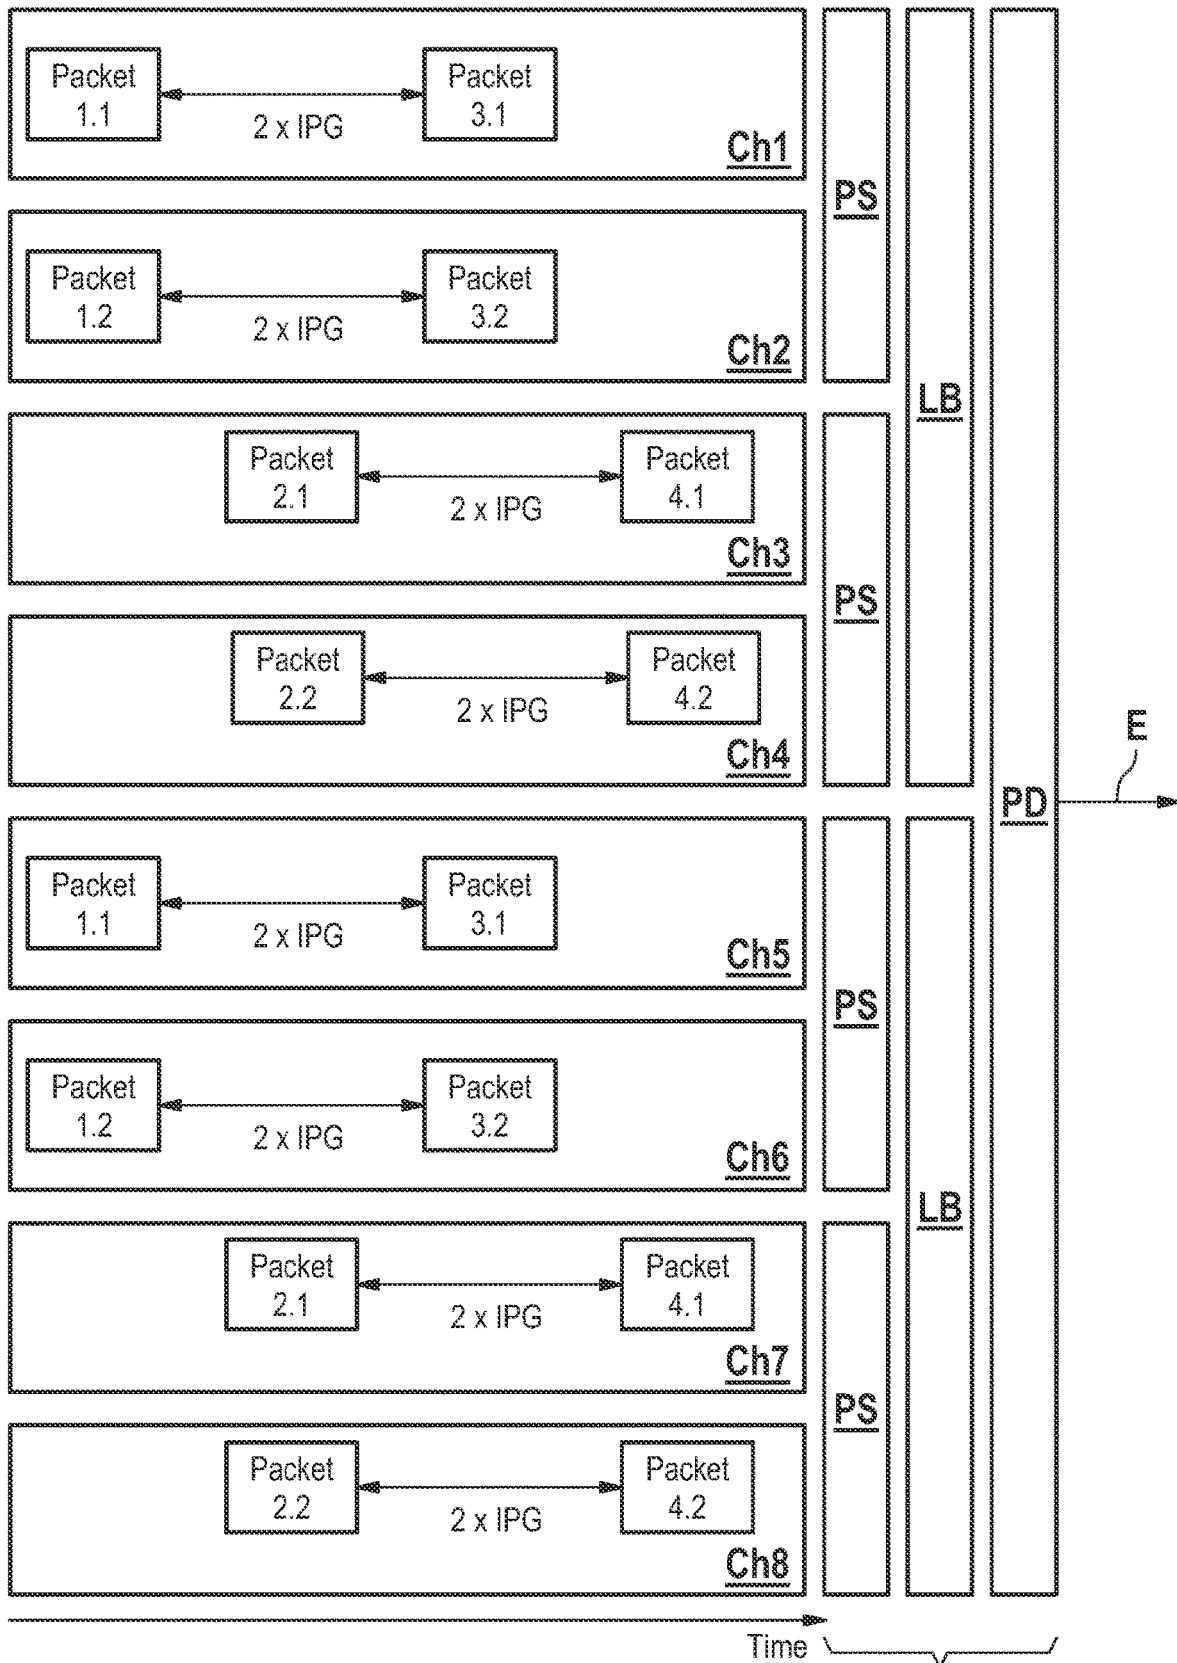 Packet
1.1
2 x IPG
Packet
3.1
Ch1
PS
Packet
1.2
2 x IPG
Packet
3.2
Ch2
LB
Packet
2.1
2 x IPG
Packet
4.1
Ch3
PS
Packet
2.2
2 x IPG
Packet
4.2
Ch4
E
PD
Packet
1.1
2 x IPG
Packet
3.1
Ch5
PS
Packet
1.2
2 x IPG
Packet
3.2
Ch6
LB
Packet
2.1
2 x IPG
Packet
4.1
Ch7
PS
Packet
2.2
2 x IPG
Packet
4.2
Ch8
Time